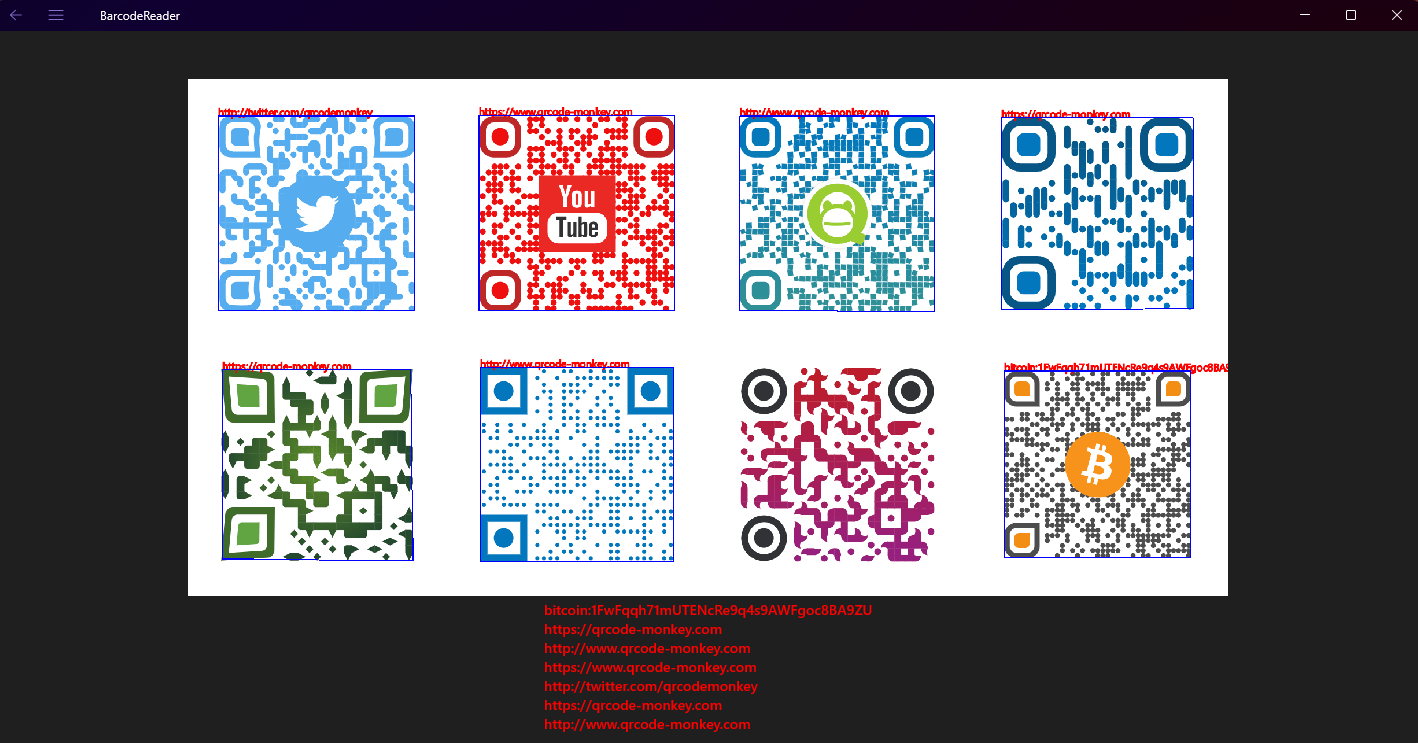 BarcodeReader
http://twitter.com/qrcodemonkey
https://www.qrcode-monkey.com
http://www.qrcode-monkey.com
https://qrcode-monkey.com
You
Tube
https://qrcode-monkey.com
http://www.qrcode-monkey.com
bitcoin:1FwFqqh71mUTENcRe9q4s9AWFgoc8BA9
bitcoin:1FwFqqh71mUTENcRe9q4s9AWFgoc8BA9ZU
https://qrcode-monkey.com
http://www.qrcode-monkey.com
https://www.qrcode-monkey.com
http://twitter.com/qrcodemonkey
https://qrcode-monkey.com
http://www.qrcode-monkey.com